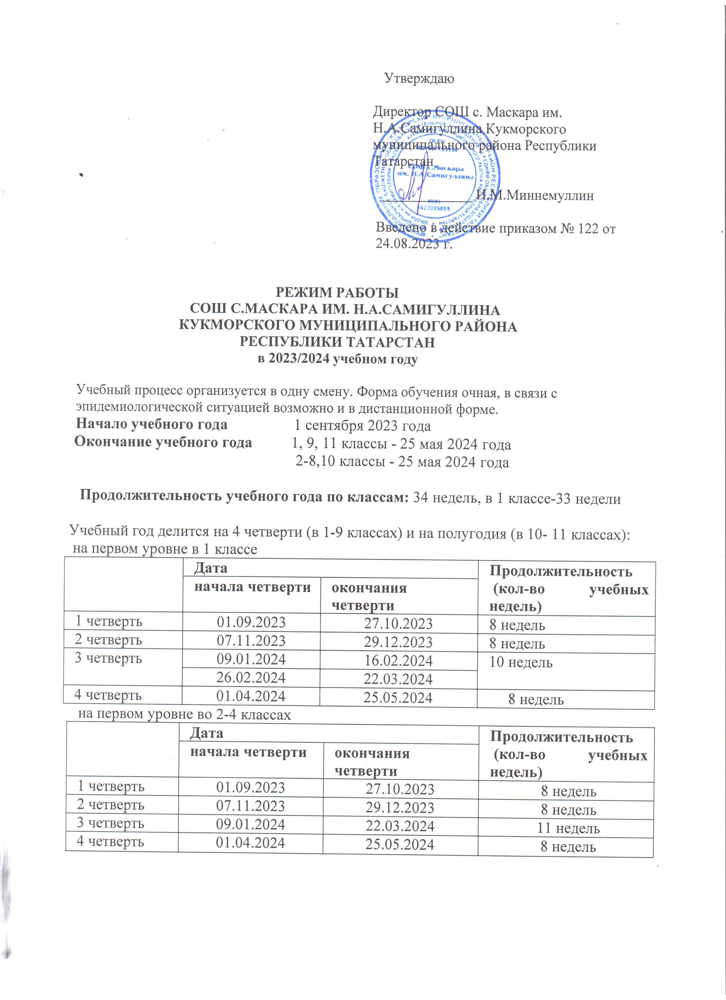 Утверждаю
Директор СОШ с. Маскара им.
Н.А.Самигуллина Кукморского
муниципального района Республики
Татарстан
ОГРН
СОШ с.Маскара
им. Н.А.Самигуллина
ИНН
1623005859
И.М.Миннемуллин
Введено в действие приказом № 122 от
24.08.2023 г.
РЕЖИМ РАБОТЫ
СОШ С.МАСКАРА ИМ. Н.А.САМИГУЛЛИНА
КУКМОРСКОГО МУНИЦИПАЛЬНОГО РАЙОНА
РЕСПУБЛИКИ ТАТАРСТАН
в 2023/2024 учебном году
Учебный процесс организуется в одну смену. Форма обучения очная, в связи с
эпидемиологической ситуацией возможно и в дистанционной форме.
Начало учебного года 1 сентября 2023 года
Окончание учебного года 1, 9, 11 классы - 25 мая 2024 года
2-8,10 классы - 25 мая 2024 года
Продолжительность учебного года по классам: 34 недель, в 1 классе-33 недели
Учебный год делится на 4 четверти (в 1-9 классах) и на полугодия (в 10- 11 классах):
на первом уровне в 1 классе
Дата Продолжительность
начала четверти окончания (кол-во учебных
четверти недель)
1 четверть 01.09.2023 27.10.2023 8 недель
2 четверть 07.11.2023 29.12.2023 8 недель
3 четверть 09.01.2024 16.02.2024 10 недель
26.02.2024 22.03.2024
4 четверть 01.04.2024 25.05.2024 8 недель
на первом уровне во 2-4 классах
Дата Продолжительность
начала четверти окончания (кол-во учебных
четверти недель)
1 четверть 01.09.2023 27.10.2023 8 недель
2 четверть 07.11.2023 29.12.2023 8 недель
3 четверть 09.01.2024 22.03.2024 11 недель
4 четверть 01.04.2024 25.05.2024 8 недель